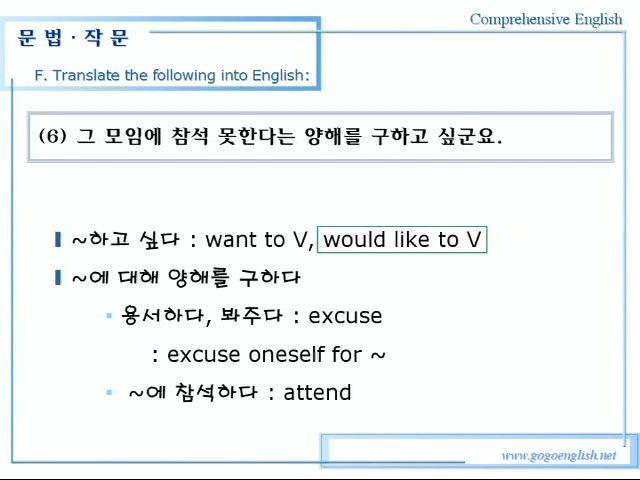 Comprehensive English
문 법 · 작 문
F. Translate the following into English:
(6) 그 모임에 참석 못한다는 양해를 구하고 싶군요.
~하고 싶다 : want to V, would like to V
~에 대해 양해를 구하다
용서하다, 봐주다 : excuse
: excuse oneself for ~
~에 참석하다 : attend
www.gogoenglish.net